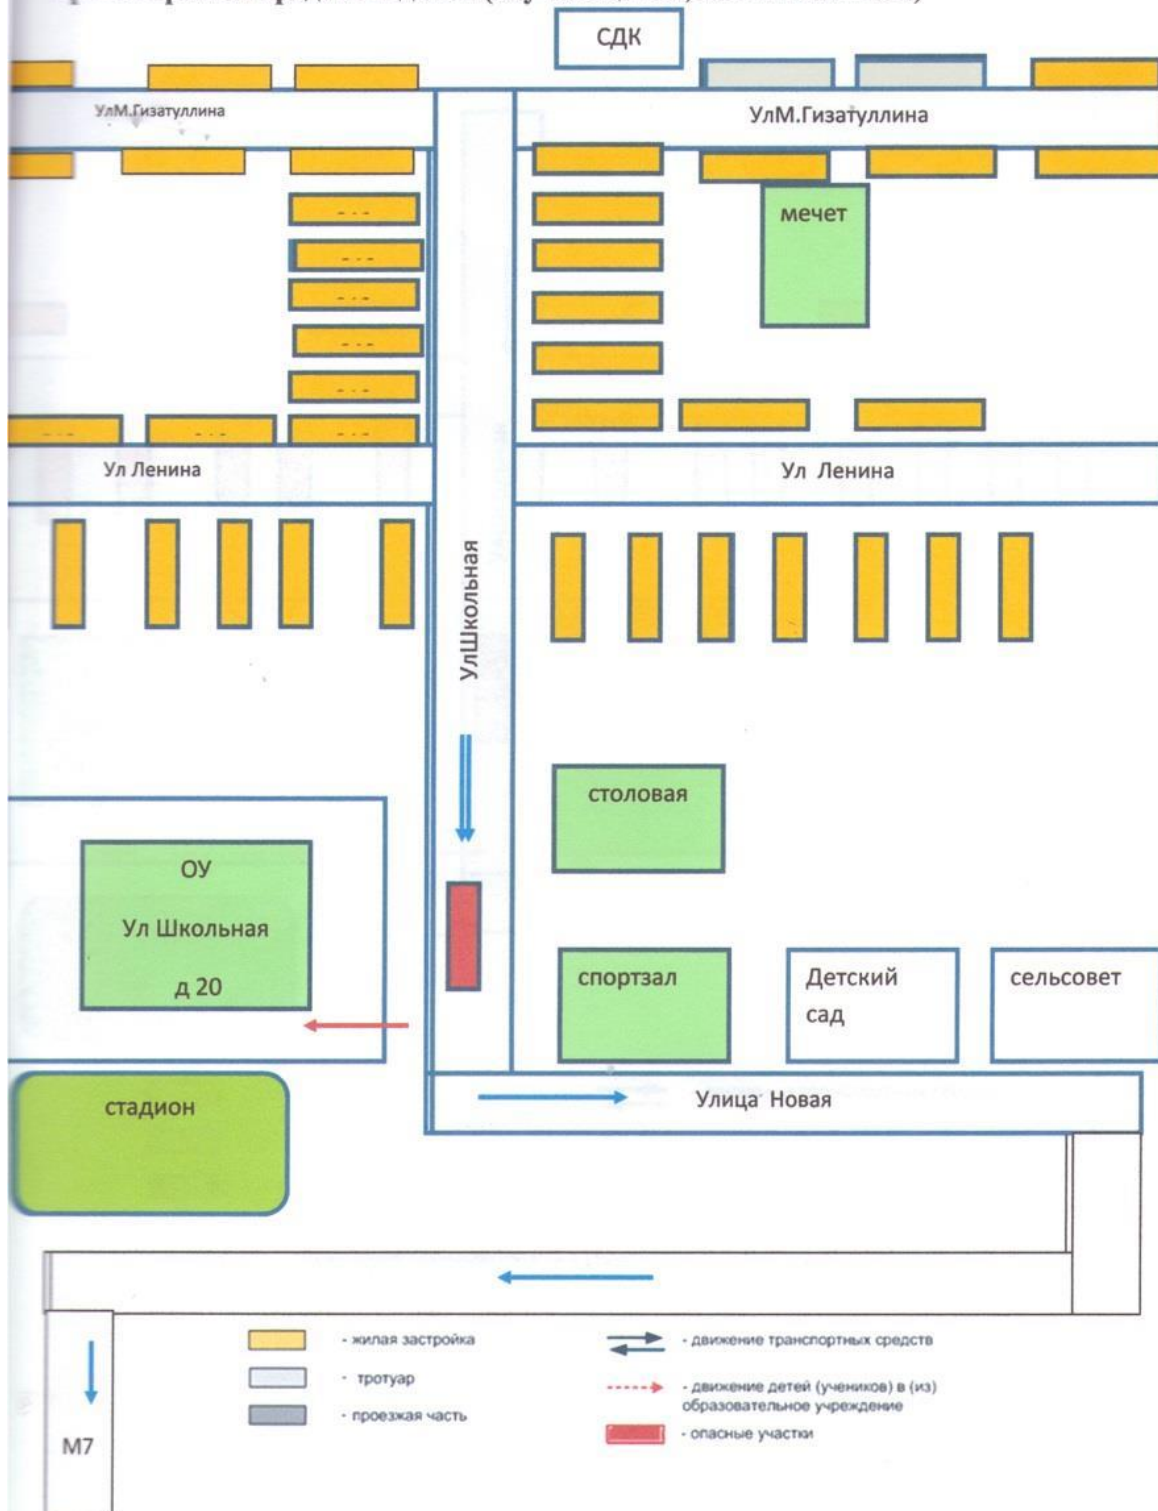 СДК
УлМ.Гизатуллина
УлМ.Гизатуллина
мечет
Ул Ленина
Ул Ленина
УлШкольная
столовая
ОУ
Ул Школьная
д 20
спортзал
Детский
сад
сельсовет
стадион
Улица Новая
- жилая застройка
- тротуар
- проезжая часть
- движение транспортных средств
- движение детей (учеников) в (из)
образовательное учреждение
- опасные участки
М7